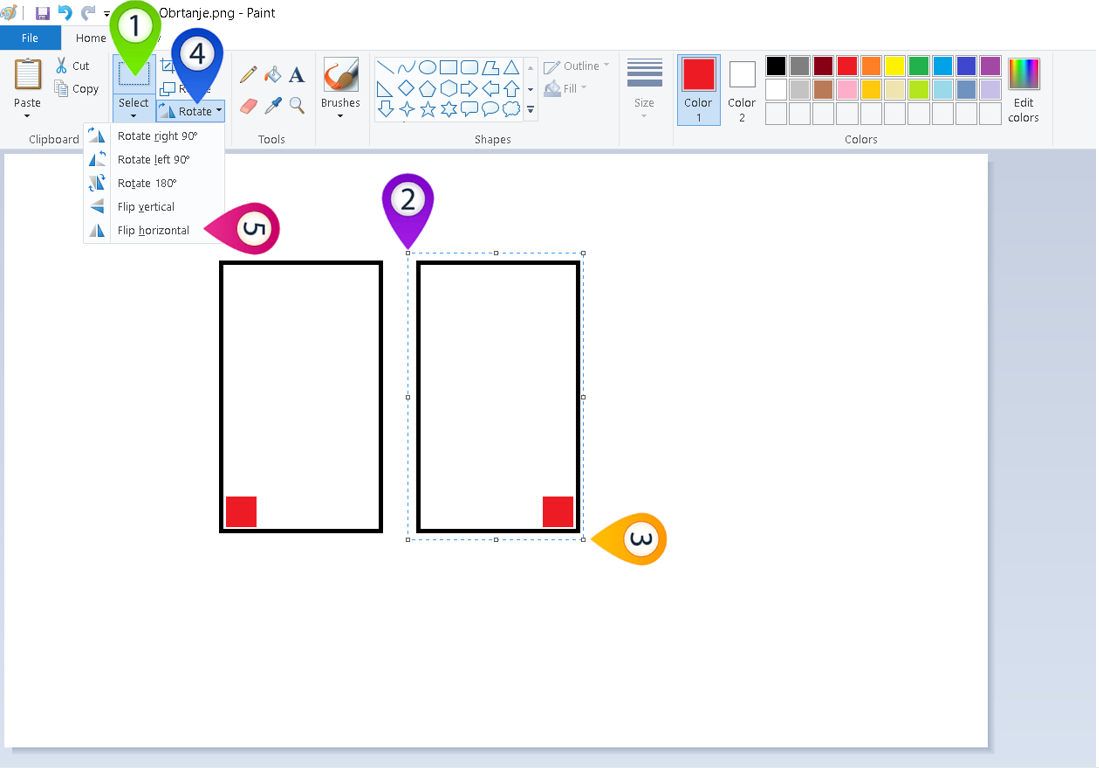 Obrtanje.png - Paint
1
4
File
Home
Paste
Cut
Copy
Select
Rotate
A
Brushes
Outline
Fill
Size
Color
1
Color
2
Edit
colors
Clipboard
Tools
Shapes
Colors
Rotate right 90°
Rotate left 90°
Rotate 180°
Flip vertical
Flip horizontal
5
2
3